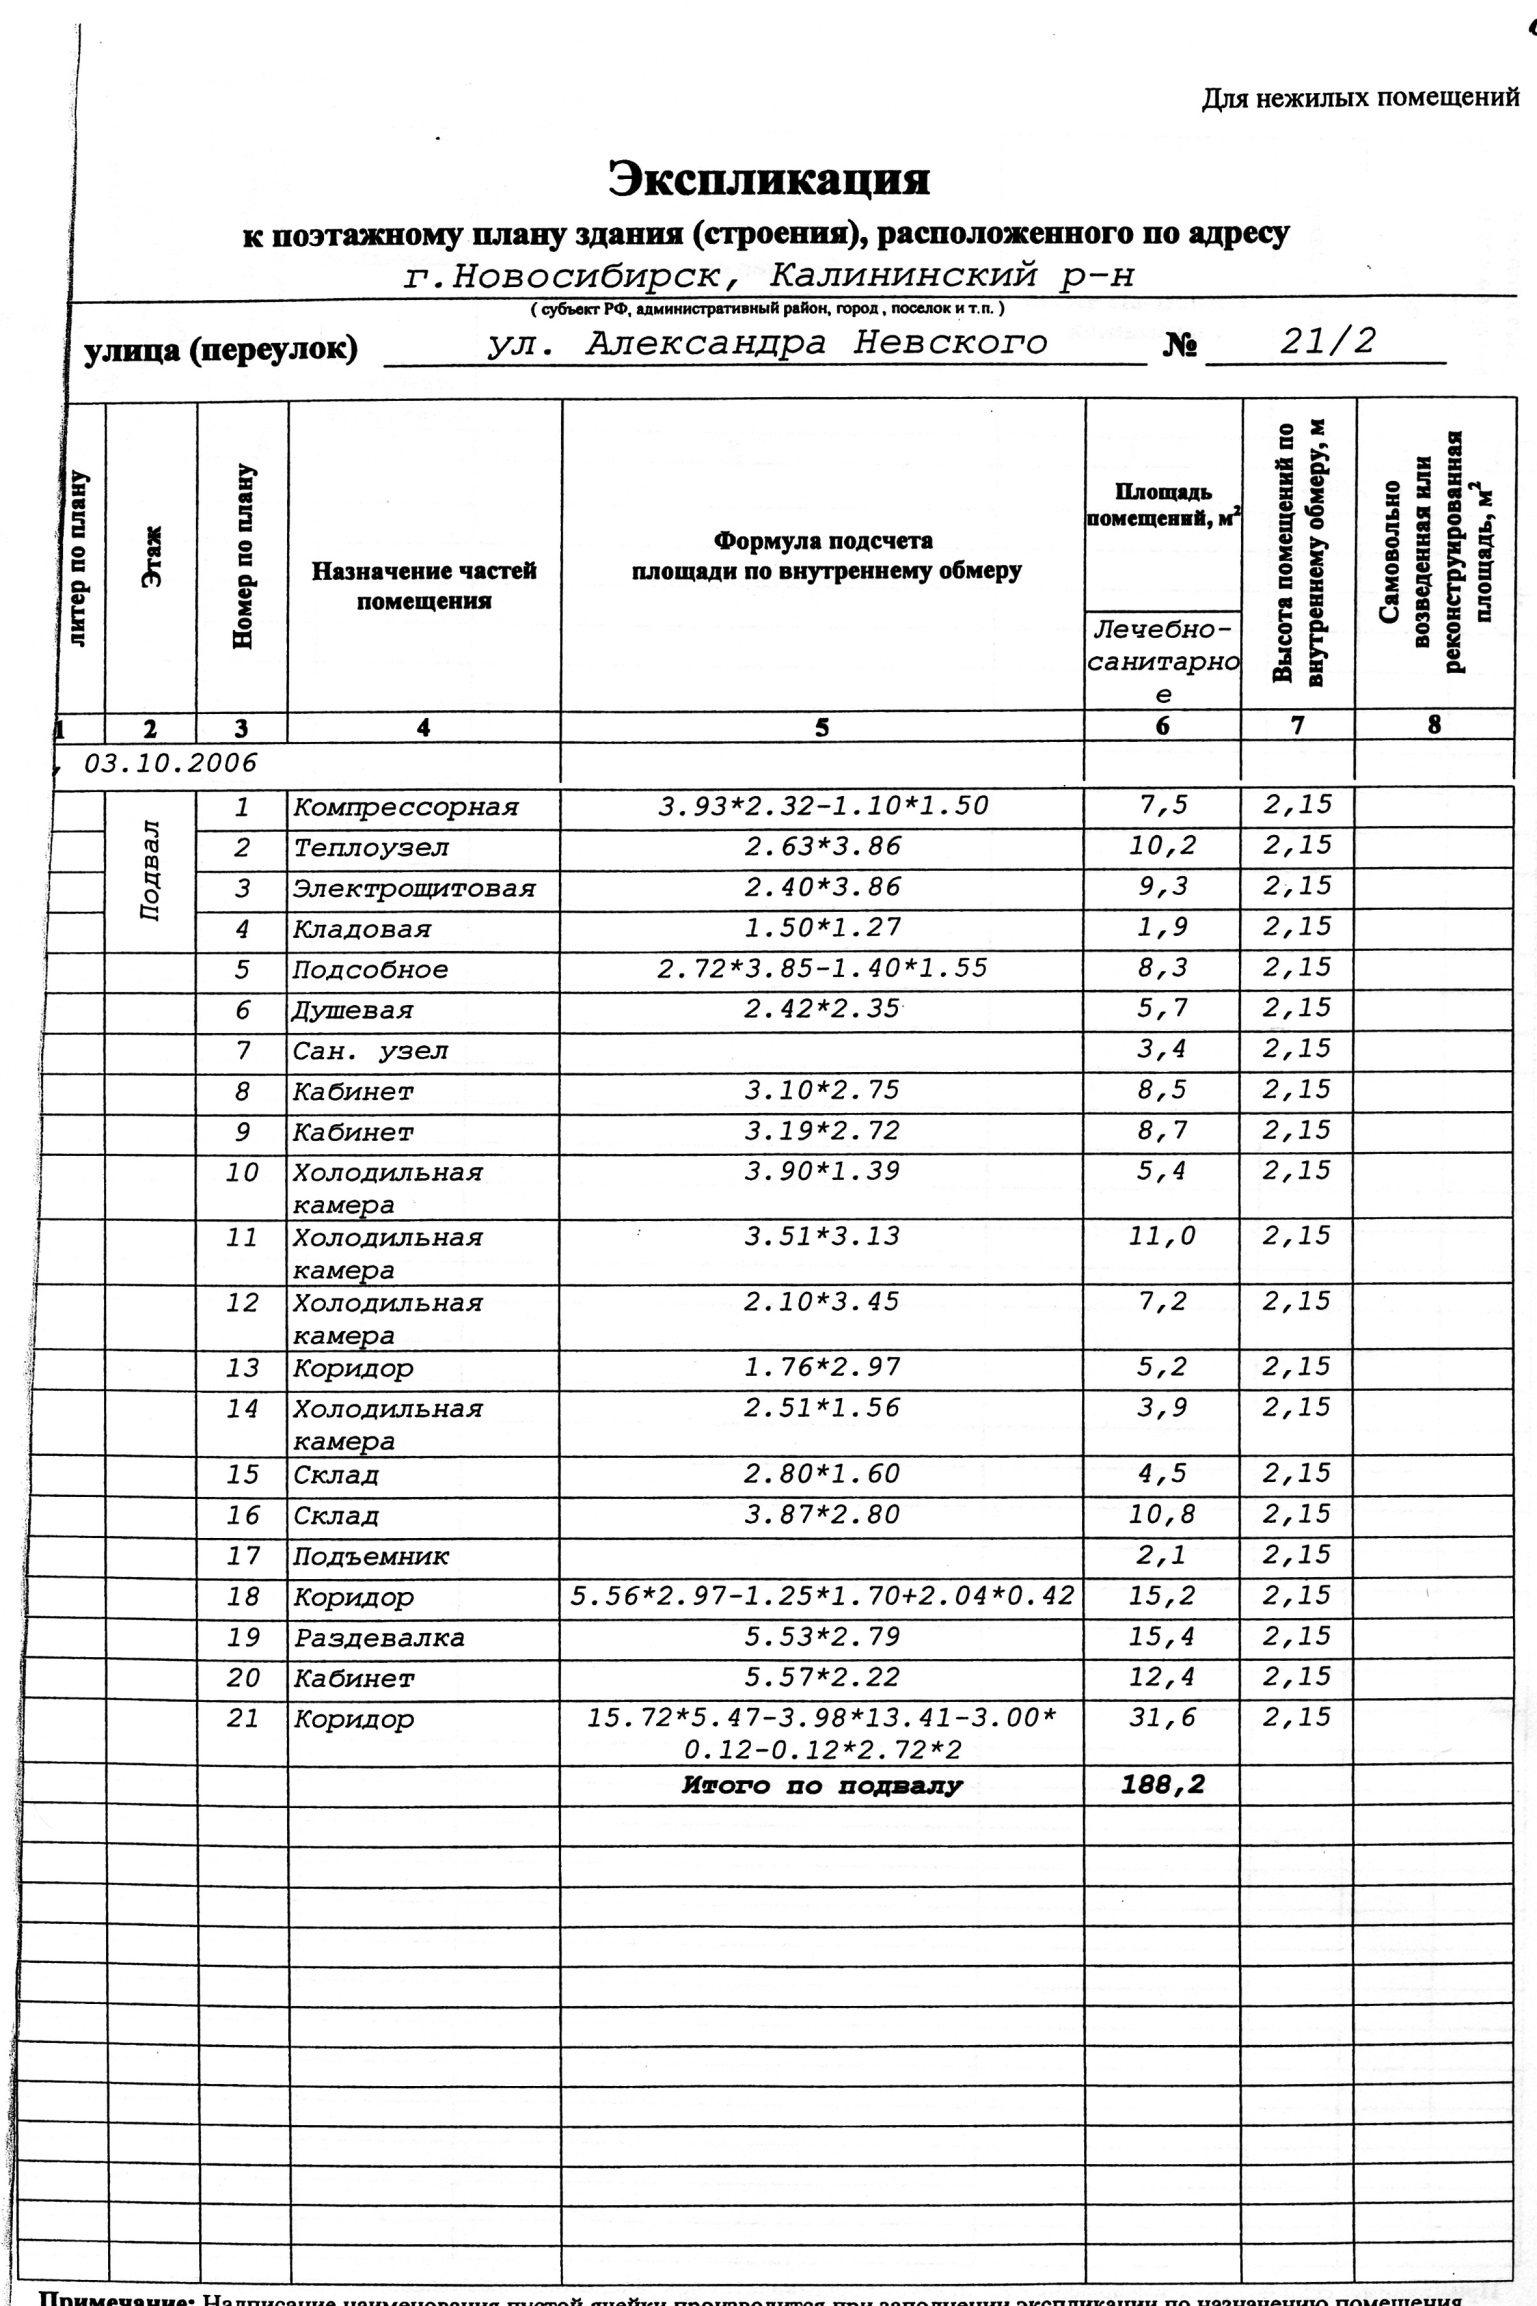 Для нежилых помещений
Экспликация
к поэтажному плану здания (строения), расположенного по адресу
г.Новосибирск, Калининский р-н
( субъект РФ, административный район, город , поселок и т.п. )
улица (переулок) ул. Александра Невского № 21/2
литер по плану
Этаж
Номер по плану
Назначение частей
помещения
Формула подсчета
площади по внутреннему обмеру
Площадь
помещений, м²
Лечебно-
санитарно
е
Высота помещений по
внутреннему обмеру, м
Самовольно
возведенная или
реконструированная
площадь, м²
1 2 3 4 5 6 7 8
, 03.10.2006
Подвал
1 Компрессорная 3.93*2.32-1.10*1.50 7,5 2,15
2 Теплоузел 2.63*3.86 10,2 2,15
3 Электрощитовая 2.40*3.86 9,3 2,15
4 Кладовая 1.50*1.27 1,9 2,15
5 Подсобное 2.72*3.85-1.40*1.55 8,3 2,15
6 Душевая 2.42*2.35 5,7 2,15
7 Сан. узел 3,4 2,15
8 Кабинет 3.10*2.75 8,5 2,15
9 Кабинет 3.19*2.72 8,7 2,15
10 Холодильная 3.90*1.39 5,4 2,15
камера
11 Холодильная 3.51*3.13 11,0 2,15
камера
12 Холодильная 2.10*3.45 7,2 2,15
камера
13 Коридор 1.76*2.97 5,2 2,15
14 Холодильная 2.51*1.56 3,9 2,15
камера
15 Склад 2.80*1.60 4,5 2,15
16 Склад 3.87*2.80 10,8 2,15
17 Подъемник 2,1 2,15
18 Коридор 5.56*2.97-1.25*1.70+2.04*0.42 15,2 2,15
19 Раздевалка 5.53*2.79 15,4 2,15
20 Кабинет 5.57*2.22 12,4 2,15
21 Коридор 15.72*5.47-3.98*13.41-3.00* 31,6 2,15
0.12-0.12*2.72*2
Итого по подвалу 188,2
Примечание: Надписание наименования пустой ячейки производится при заполнении экспликации по назначению помещения